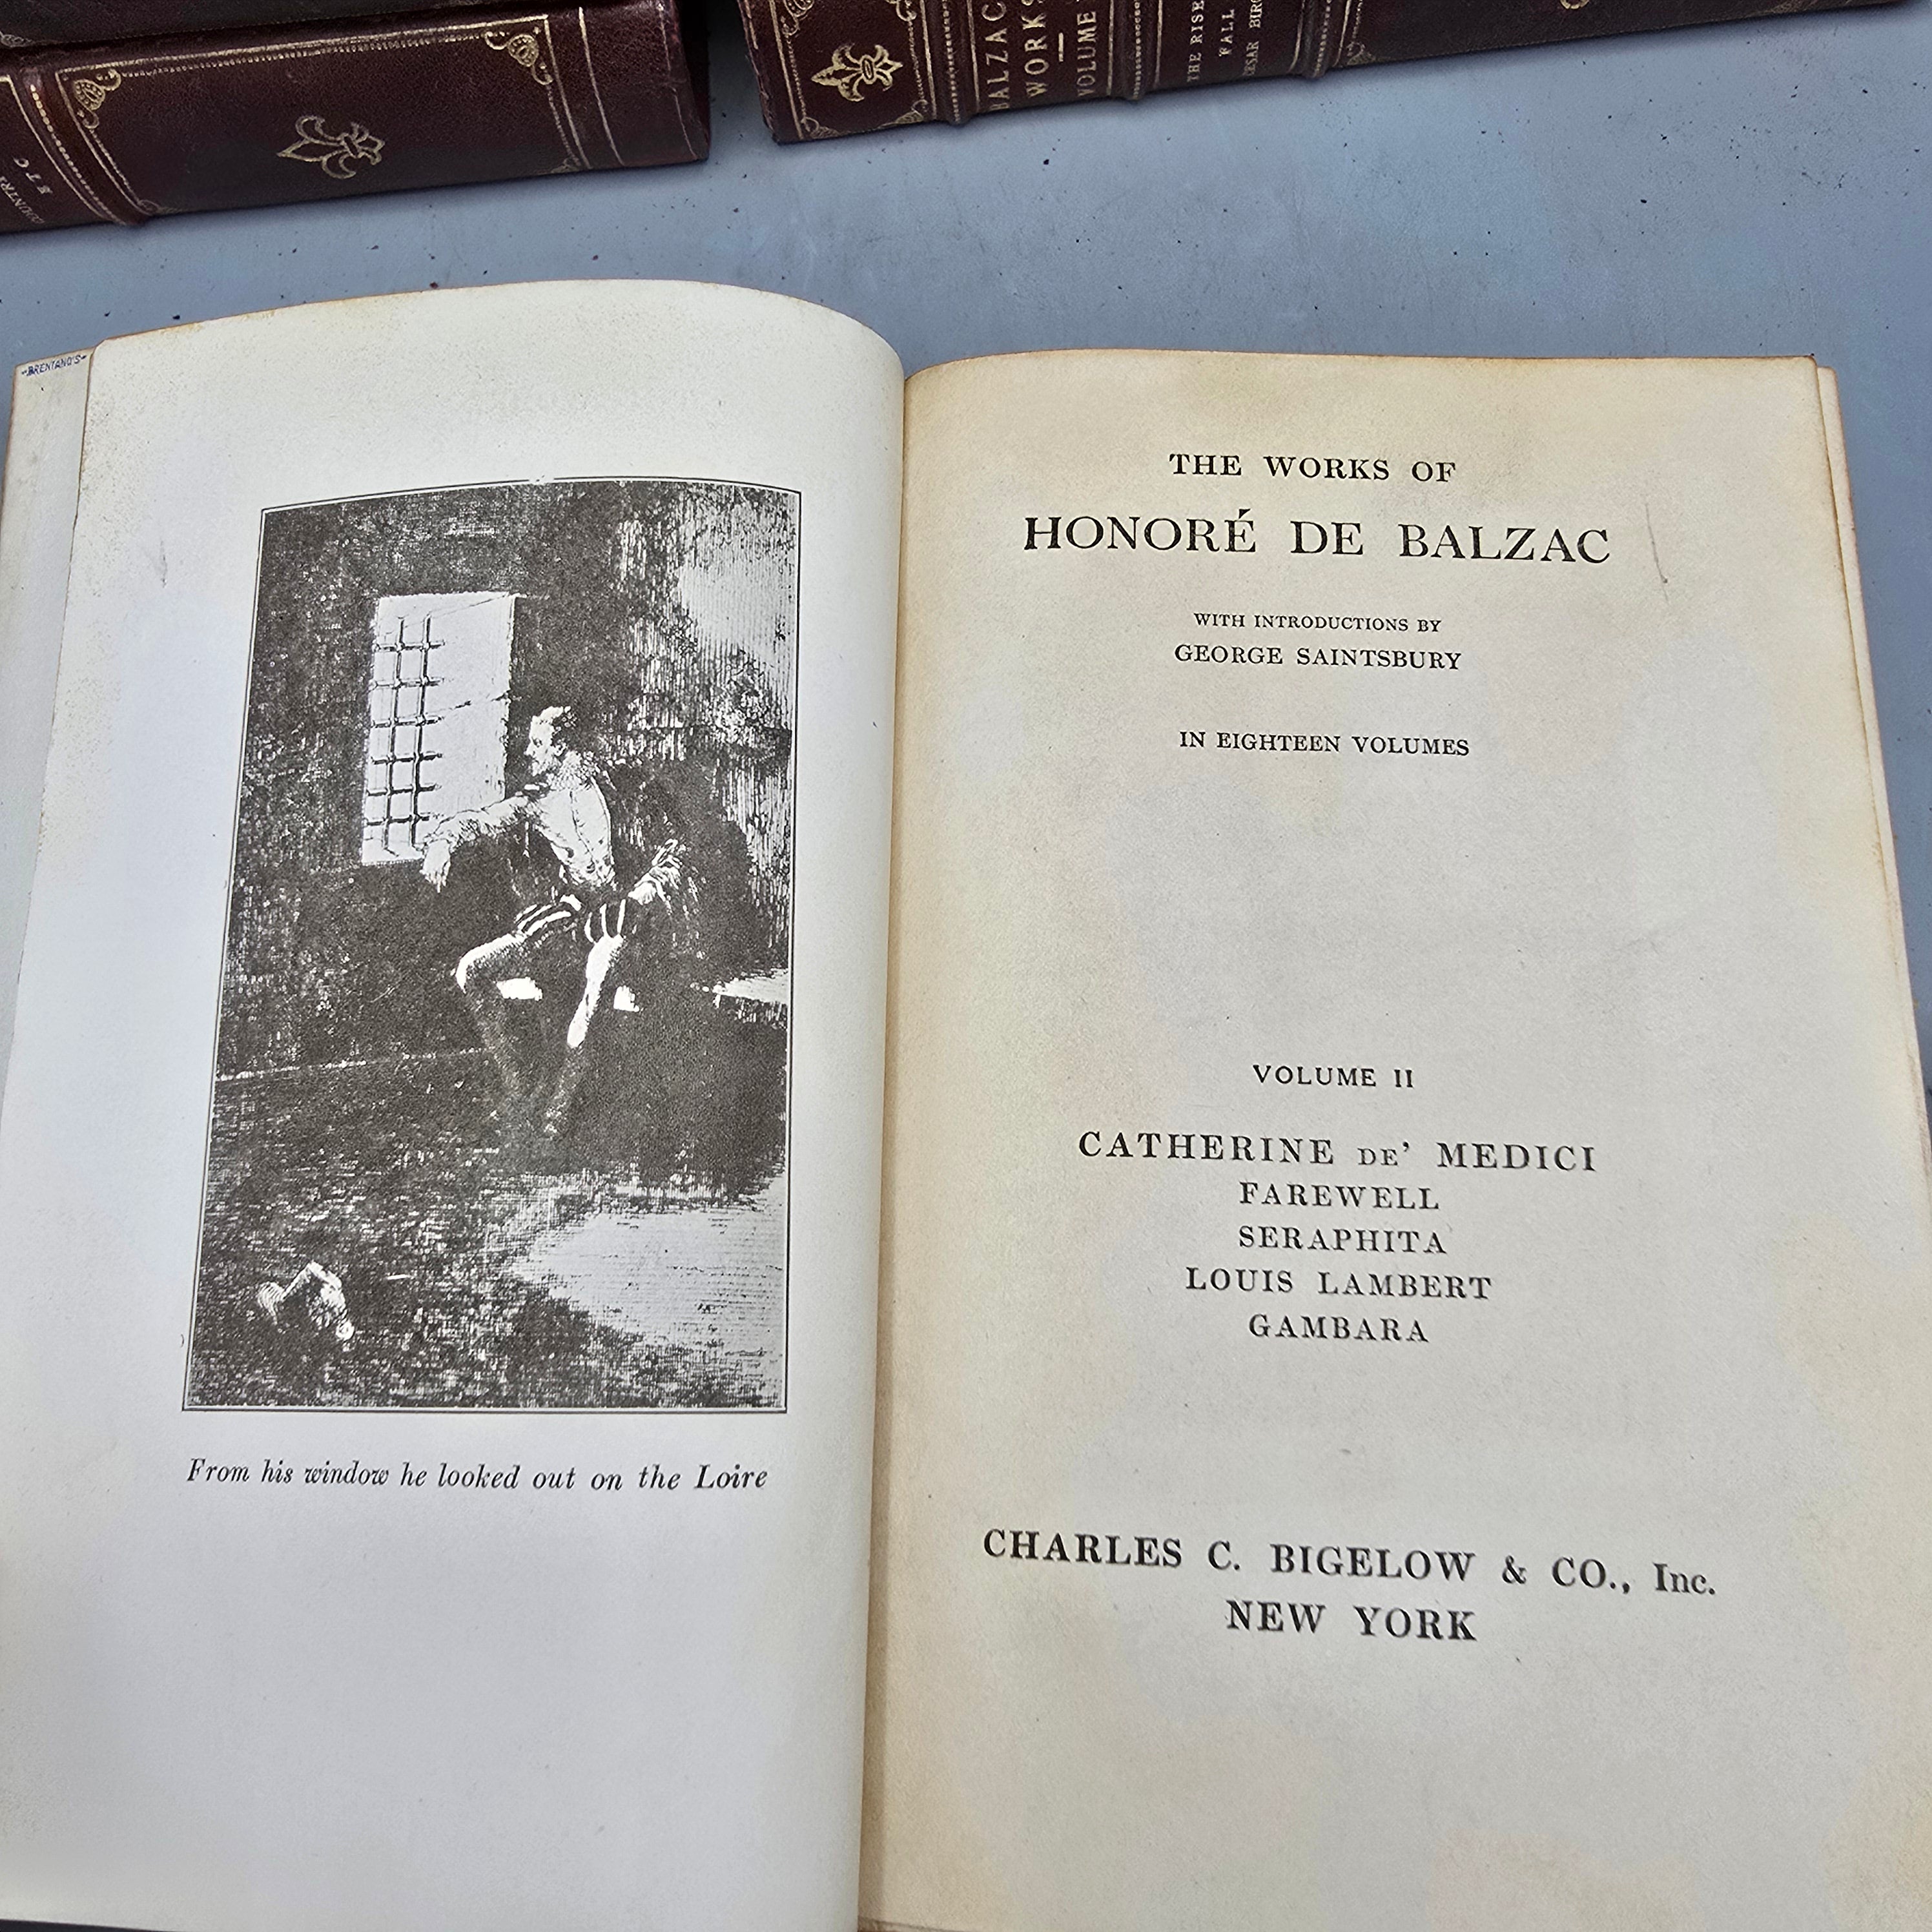 ETC
BALZAC
WORKS
VOLUME
THE RISE
FALL
CESAR
BRENTANO'S
From his window he looked out on the Loire
THE WORKS OF
HONORÉ DE BALZAC
WITH INTRODUCTIONS BY
GEORGE SAINTSBURY
IN EIGHTEEN VOLUMES
VOLUME II
CATHERINE DE' MEDICI
FAREWELL
SERAPHITA
LOUIS LAMBERT
GAMBARA
CHARLES C. BIGELOW & CO., Inc.
NEW YORK